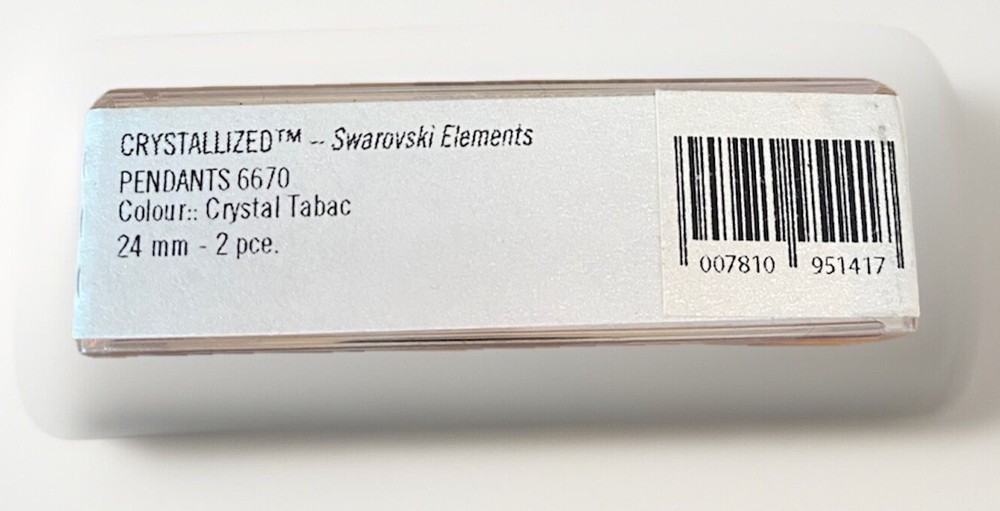 CRYSTALLIZED™ -- Swarovski Elements
PENDANTS 6670
Colour:: Crystal Tabac
24 mm - 2 pce.
007810 951417